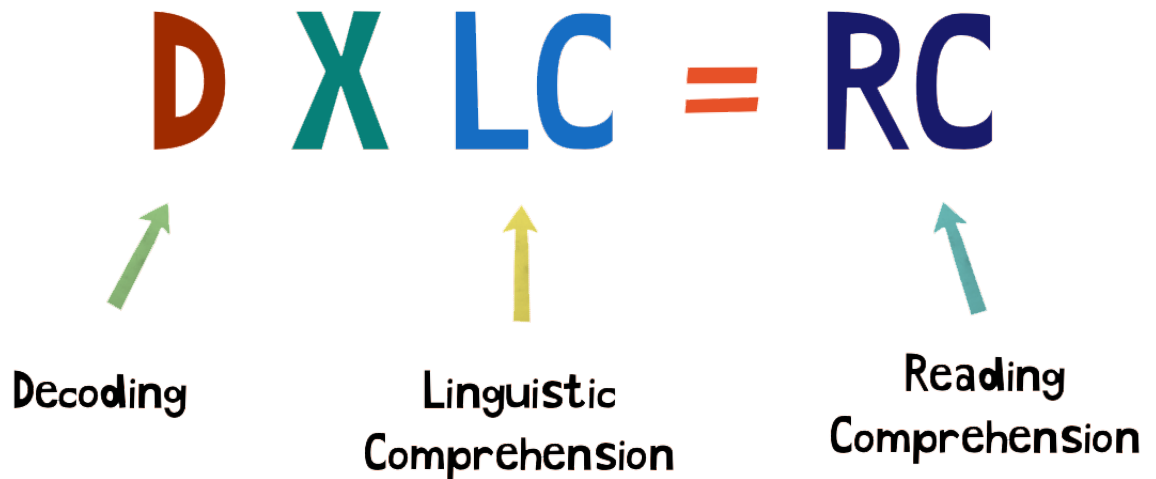 D X LC = RC
Decoding
Linguistic
Comprehension
Reading
Comprehension